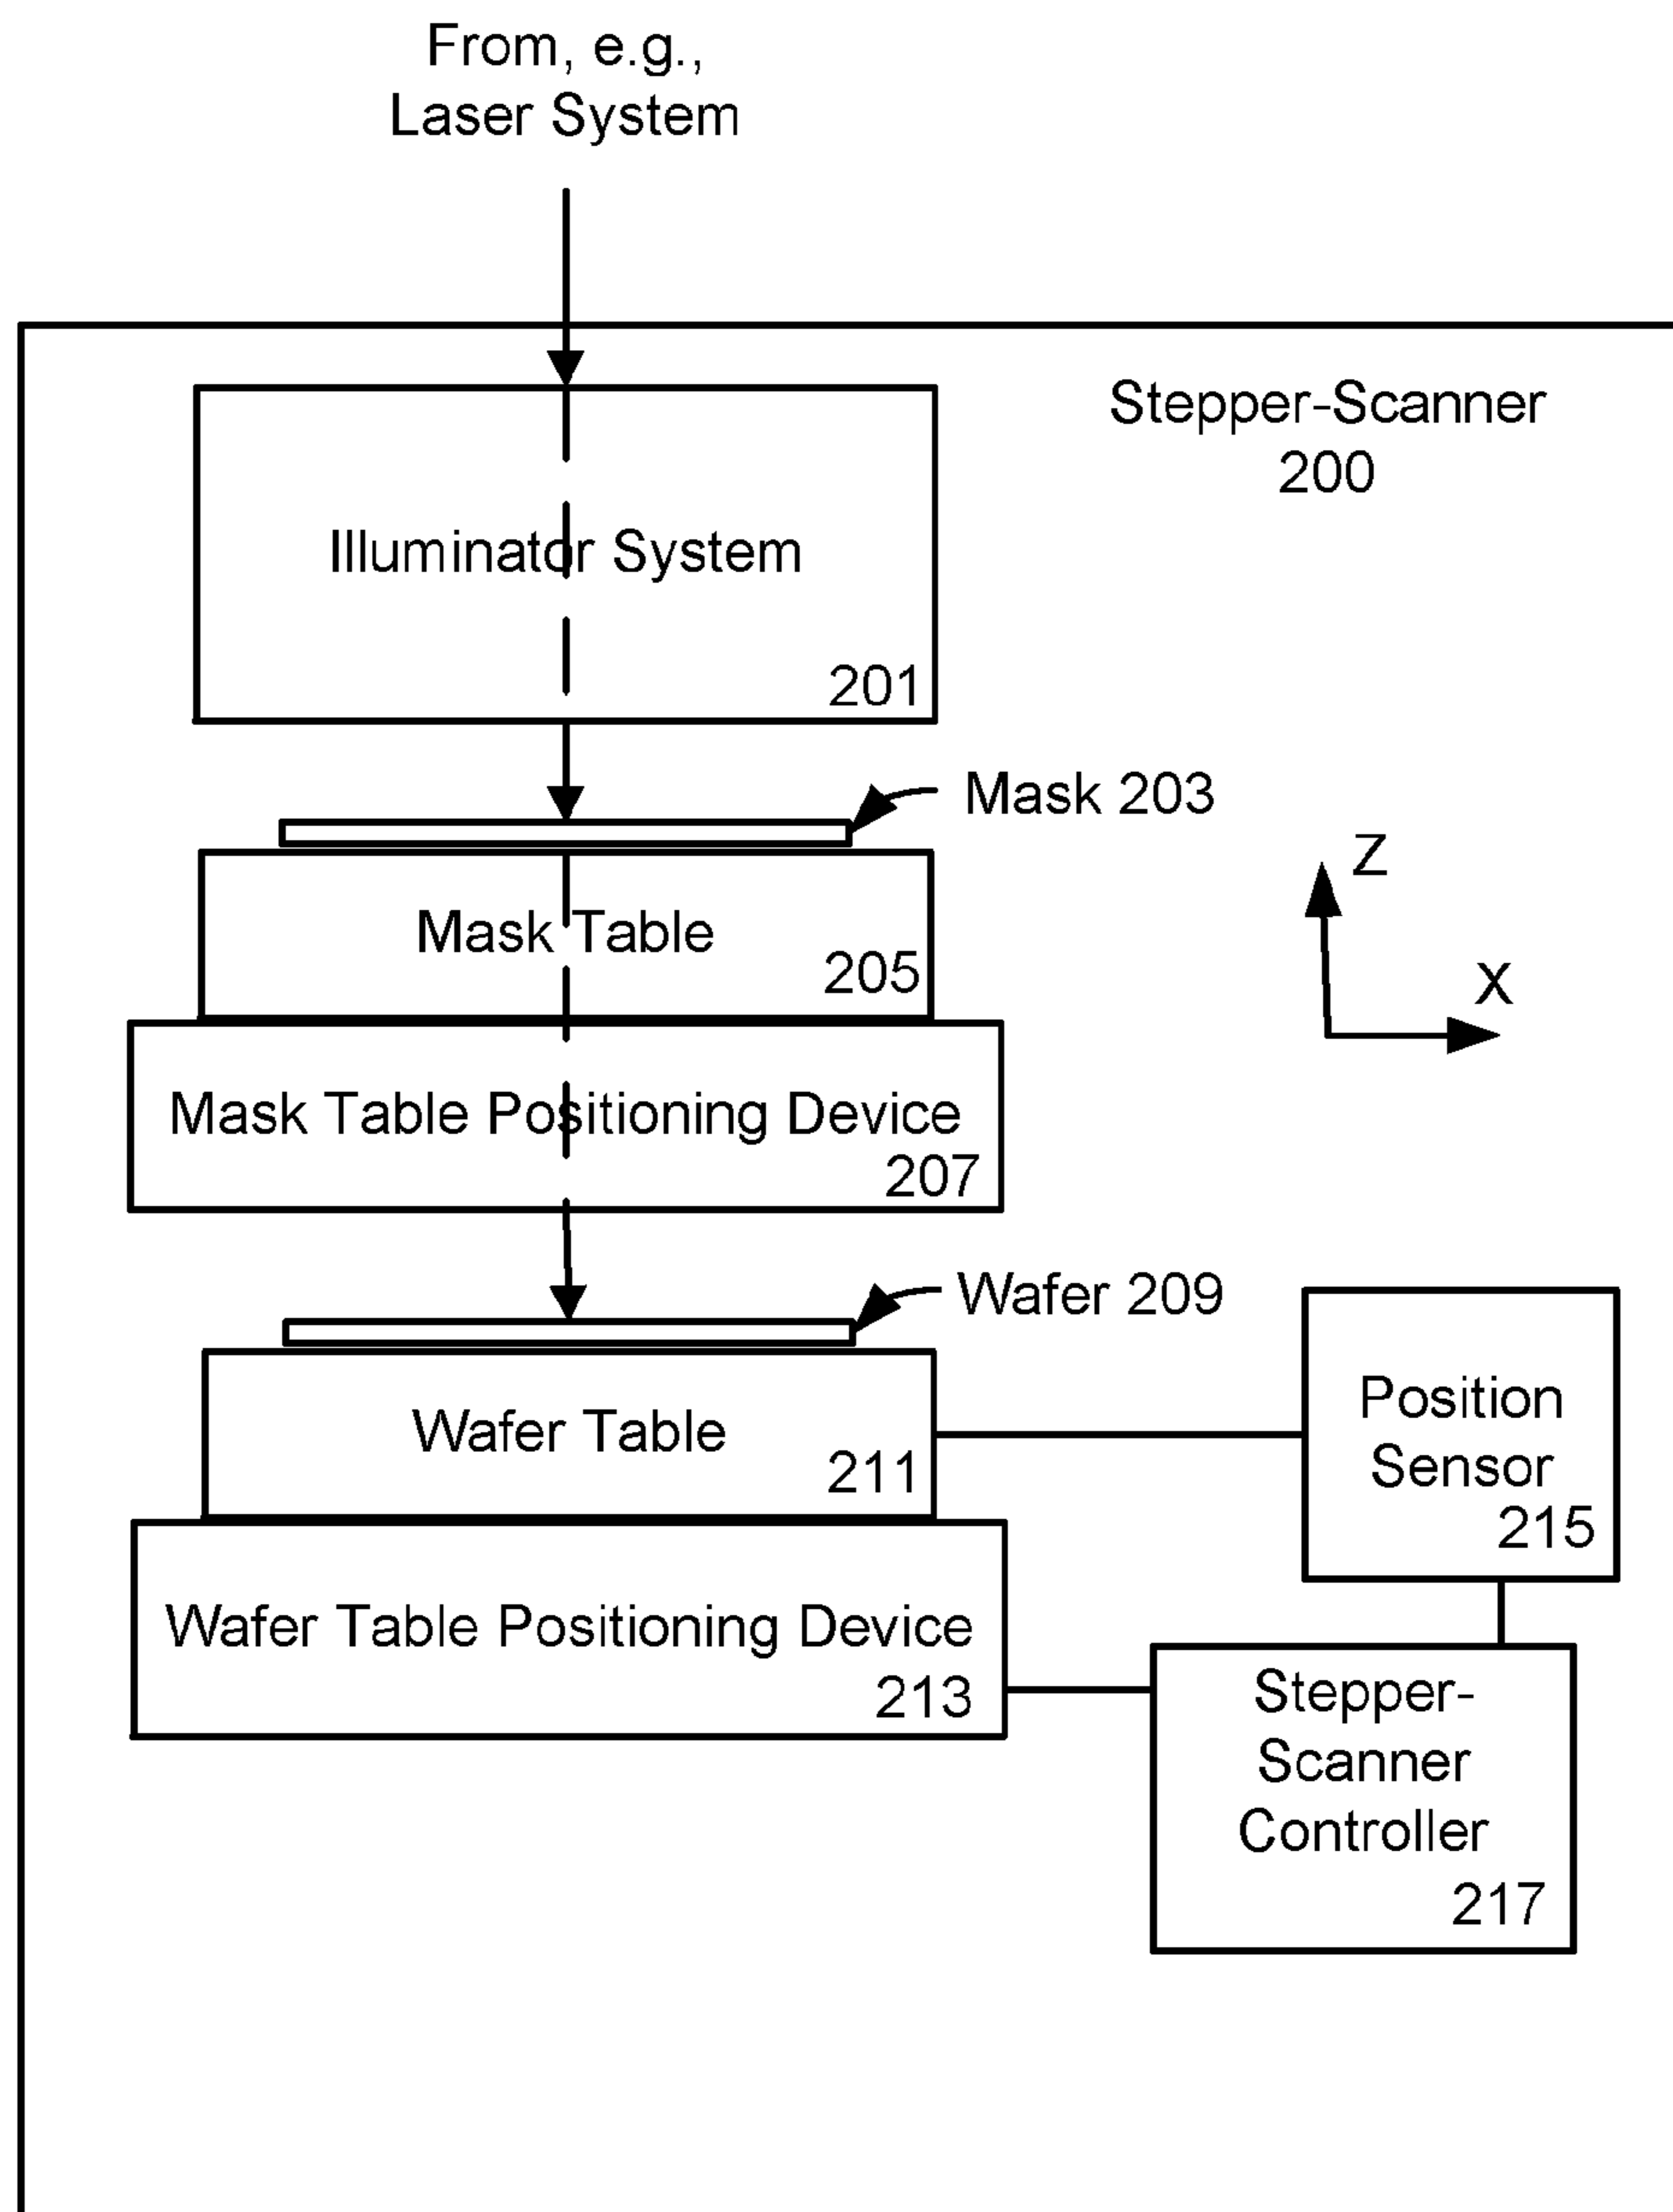 From, e.g.,
Laser System
Stepper-Scanner
200
Illuminator System
201
Mask 203
Z
X
Mask Table
205
Mask Table Positioning Device
207
Wafer 209
Wafer Table
211
Position
Sensor
215
Wafer Table Positioning Device
213
Stepper-
Scanner
Controller
217